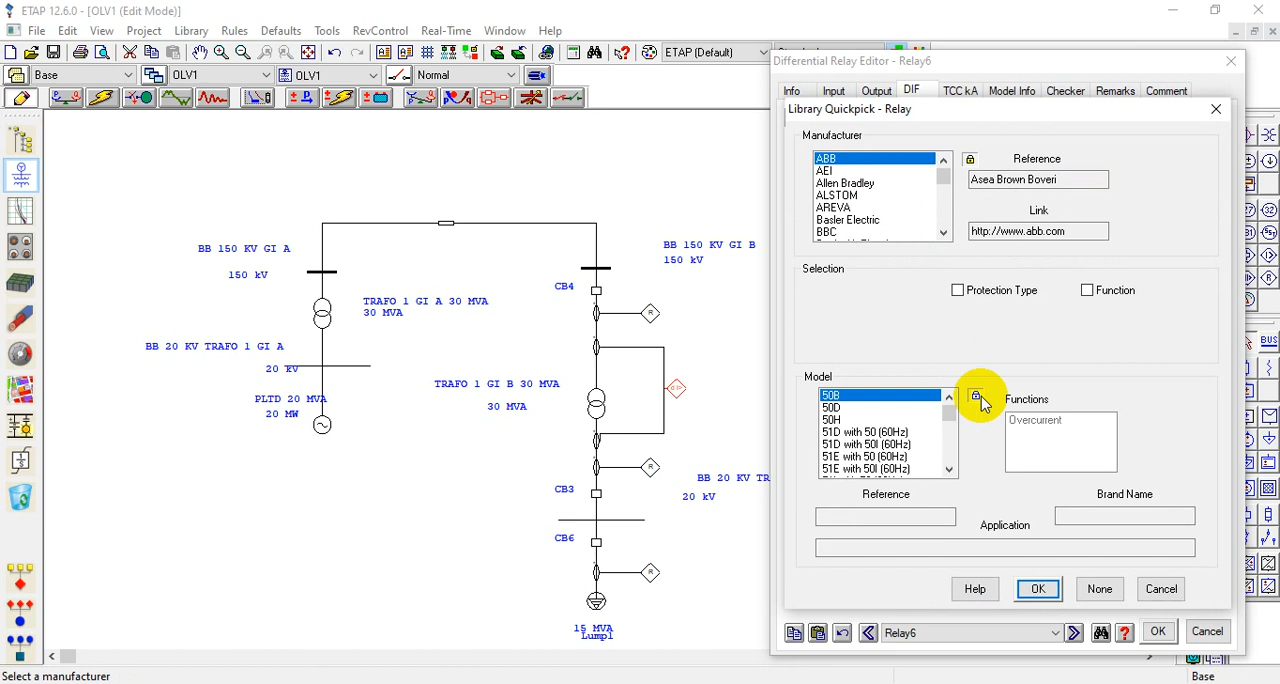 ETAP 12.6.0 - [OLV1 (Edit Mode)]
File Edit View Project Library Rules Defaults Tools RevControl Real-Time Window Help
ETAP (Default)
Base OLV1 OLV1 Normal
Differential Relay Editor - Relay6
Info Input Output DIF TCC kA Model Info Checker Remarks Comment
Library Quickpick - Relay
Manufacturer
ABB
AEI
Allen Bradley
ALSTOM
AREVA
Basler Electric
BBC
Reference
Asea Brown Boveri
Link
http://www.abb.com
Selection
Protection Type
Function
Model
50B
50D
50H
51D with 50 (60Hz)
51D with 50I (60Hz)
51E with 50 (60Hz)
51E with 50I (60Hz)
Functions
Overcurrent
Reference
Brand Name
Application
Help OK None Cancel
Relay6
OK Cancel
BB 150 KV GI A
150 kV
TRAFO 1 GI A 30 MVA
30 MVA
BB 20 KV TRAFO 1 GI A
20 kV
PLTD 20 MVA
20 MW
BB 150 KV GI B
150 kV
CB4
R
TRAFO 1 GI B 30 MVA
30 MVA
R
BB 20 KV TR
20 kV
CB3
CB6
R
15 MVA
Lump1
BUS
Select a manufacturer
Base